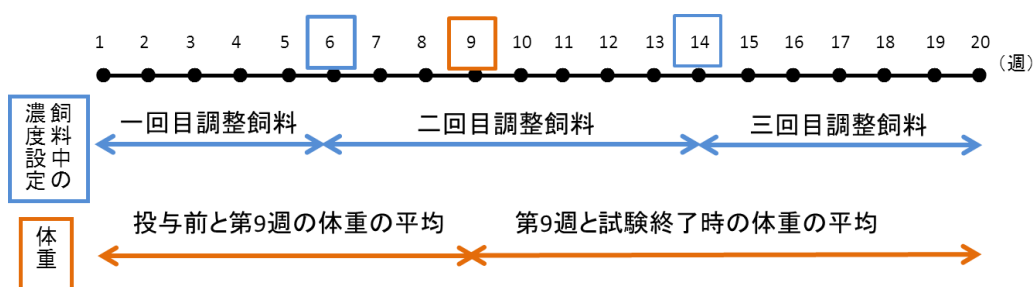 1 2 3 4 5 6 7 8 9 10 11 12 13 14 15 16 17 18 19 20
（週）
飼料中の
濃度設定
一回目調整飼料
二回目調整飼料
三回目調整飼料
体重
投与前と第9週の体重の平均
第9週と試験終了時の体重の平均